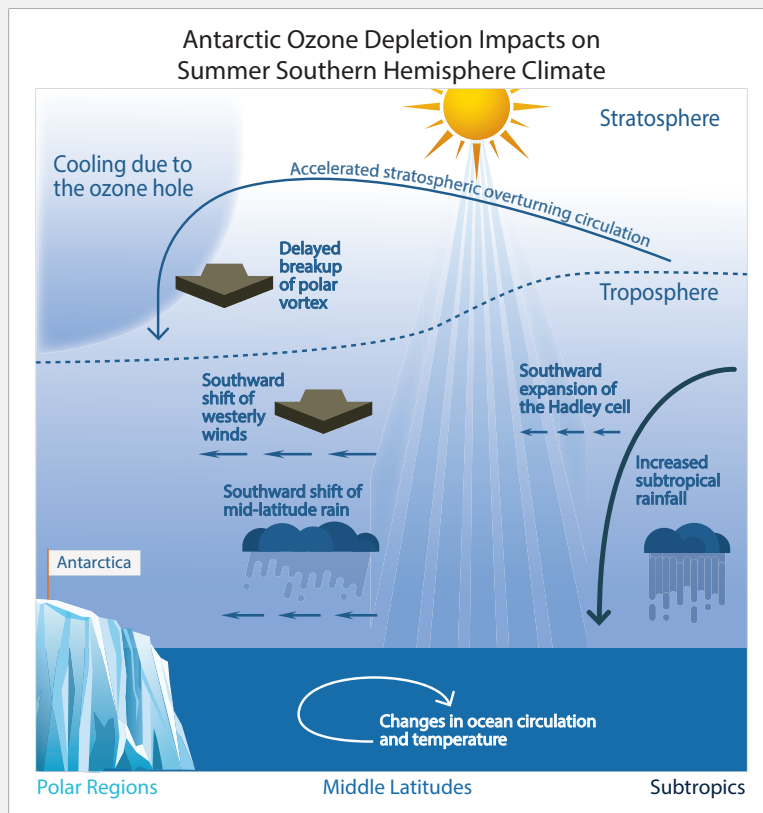 Antarctic Ozone Depletion Impacts on
Summer Southern Hemisphere Climate
Stratosphere
Cooling due to
the ozone hole
Accelerated stratospheric overturning circulation
Delayed
breakup
of polar
vortex
Troposphere
Southward
shift of
westerly
winds
Southward
expansion of
the Hadley cell
Increased
subtropical
rainfall
Southward shift of
mid-latitude rain
Antarctica
Changes in ocean circulation
and temperature
Polar Regions
Middle Latitudes
Subtropics